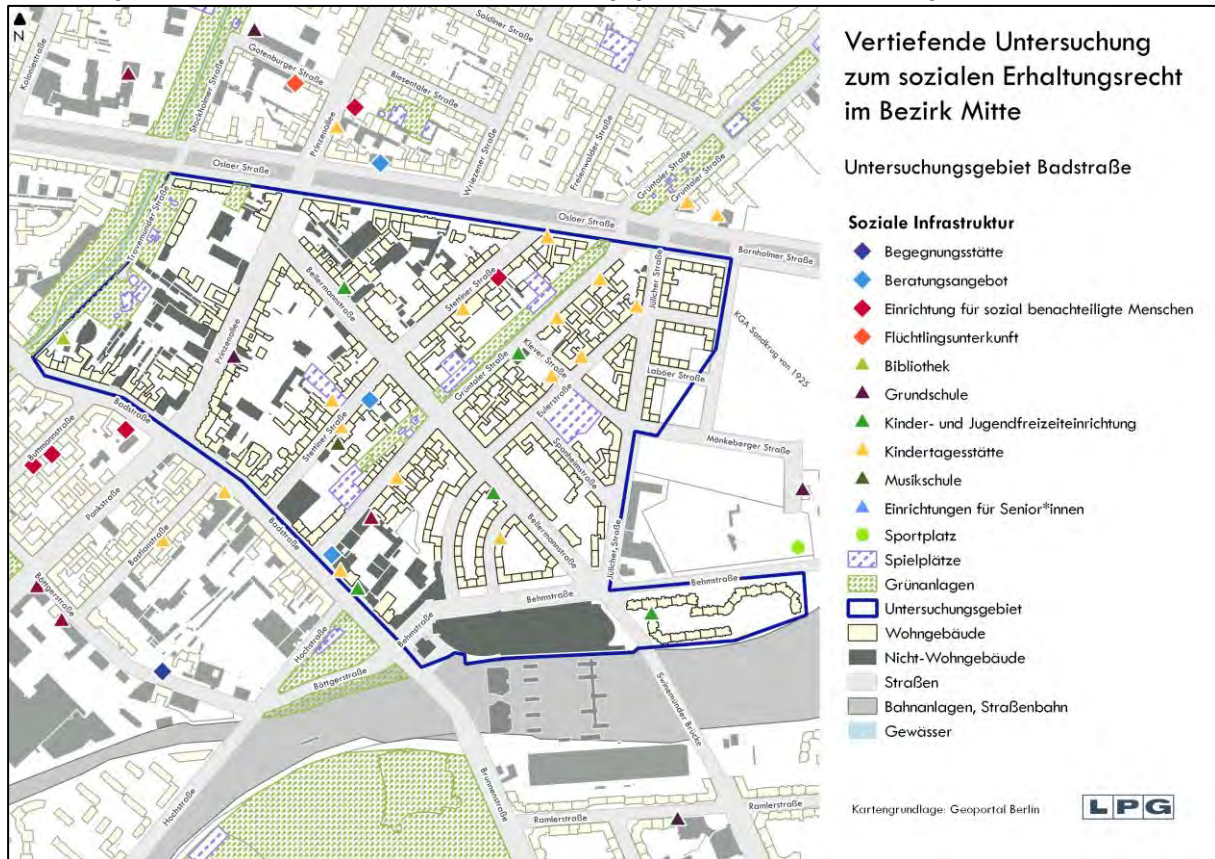 Vertiefende Untersuchung
zum sozialen Erhaltungsrecht
im Bezirk Mitte
Untersuchungsgebiet Badstraße
Soziale Infrastruktur
Begegnungsstätte
Beratungsangebot
Einrichtung für sozial benachteiligte Menschen
Flüchtlingsunterkunft
Bibliothek
Grundschule
Kinder- und Jugendfreizeiteinrichtung
Kindertagesstätte
Musikschule
Einrichtungen für Senior*innen
Sportplatz
Spielplätze
Grünanlagen
Untersuchungsgebiet
Wohngebäude
Nicht-Wohngebäude
Straßen
Bahnanlagen, Straßenbahn
Gewässer
Kartengrundlage: Geoportal Berlin
LPG
N
Koloniestraße
Gotenburger Straße
Stockholmer Straße
Prinzenallee
Soldiner Straße
Biesentaler Straße
Wriezener Straße
Freienwalder Straße
Grüntaler Straße
Grüntaler Straße
Osloer Straße
Osloer Straße
Bornholmer Straße
Travemünder Straße
Bellermannstraße
Stettiner Straße
Jülicher Straße
KGA Sandkrug von 1925
Prinzenallee
Klever Straße
Grüntaler Straße
Laböer Straße
Eulerstraße
Badstraße
Buttmannstraße
Stettiner Straße
Sponheimstraße
Mönkeberger Straße
Pankstraße
Bastianstraße
Badstraße
Bellermannstraße
Jülicher Straße
Böttgerstraße
Behmstraße
Behmstraße
Behmstraße
Hochstraße
Böttgerstraße
Swinemünder Brücke
Hochstraße
Brunnenstraße
Ramlerstraße
Ramlerstraße